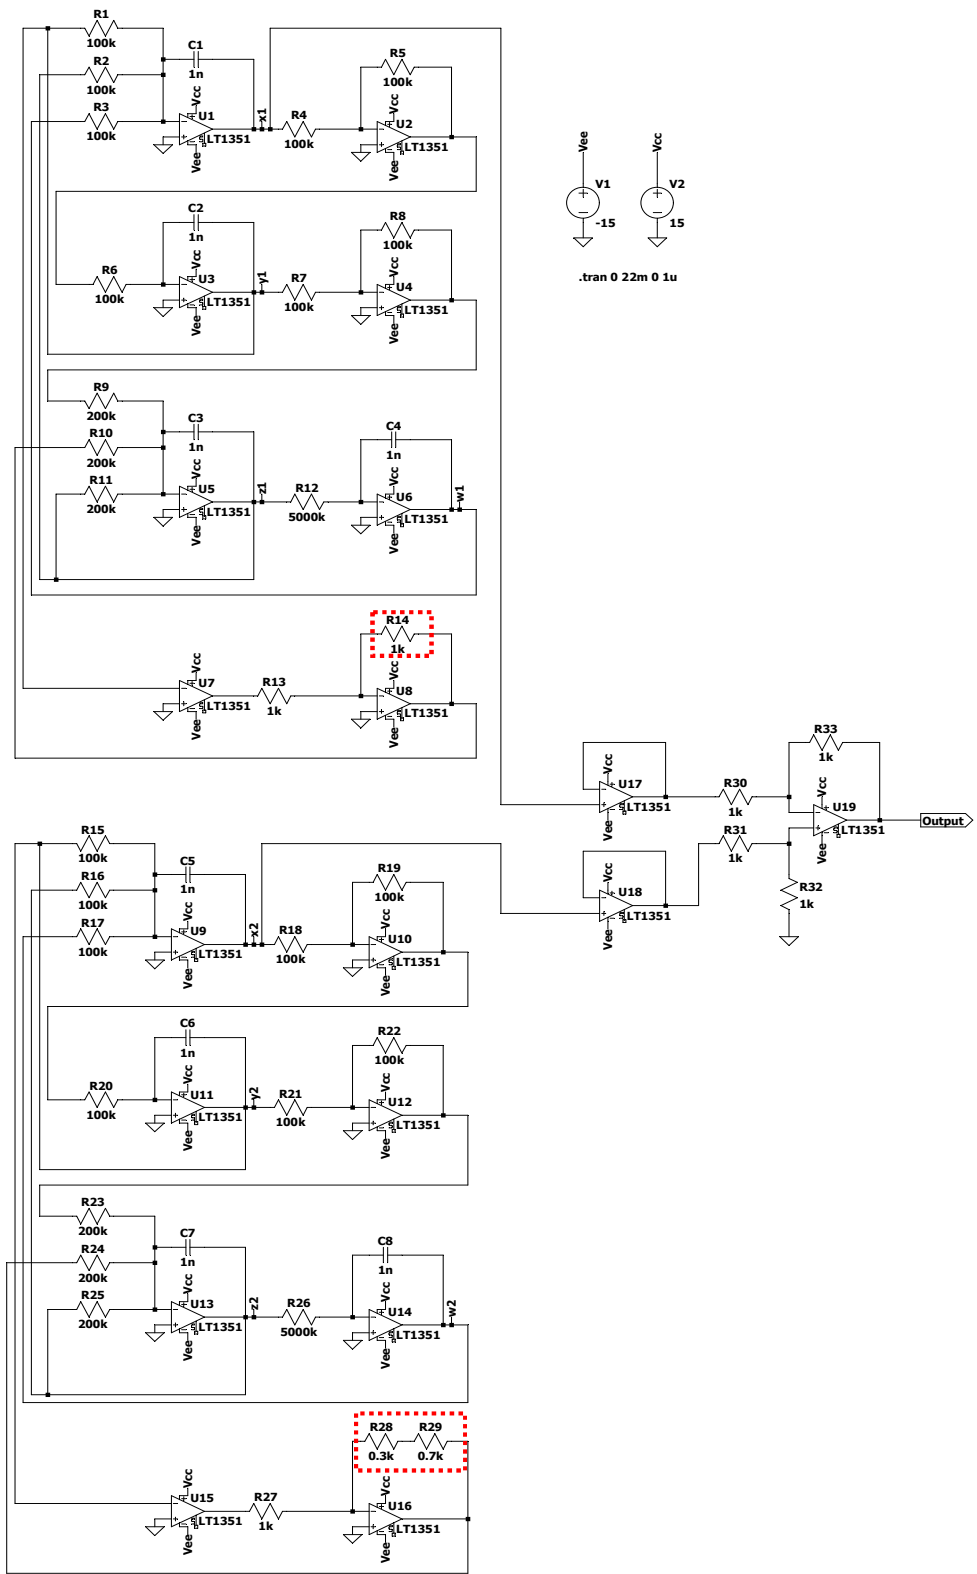 R1
100k
C1
1n
R2
100k
R3
100k
Vcc
U1
LT1351
Vee
x1
R4
100k
R5
100k
Vcc
U2
LT1351
Vee
Vee
V1
-15
Vcc
V2
15
.tran 0 22m 0 1u
C2
1n
R6
100k
Vcc
U3
LT1351
Vee
y1
R7
100k
R8
100k
Vcc
U4
LT1351
Vee
R9
200k
C3
1n
R10
200k
R11
200k
Vcc
U5
LT1351
Vee
z1
R12
5000k
C4
1n
Vcc
U6
LT1351
Vee
w1
Vcc
U7
LT1351
Vee
R13
1k
R14
1k
Vcc
U8
LT1351
Vee
Vcc
U17
LT1351
Vee
R30
1k
R33
1k
Vcc
U19
LT1351
Vee
Output
R31
1k
R32
1k
Vcc
U18
LT1351
Vee
R15
100k
C5
1n
R16
100k
R17
100k
Vcc
U9
LT1351
Vee
x2
R18
100k
R19
100k
Vcc
U10
LT1351
Vee
C6
1n
R20
100k
Vcc
U11
LT1351
Vee
y2
R21
100k
R22
100k
Vcc
U12
LT1351
Vee
R23
200k
C7
1n
R24
200k
R25
200k
Vcc
U13
LT1351
Vee
z2
R26
5000k
C8
1n
Vcc
U14
LT1351
Vee
w2
Vcc
U15
LT1351
Vee
R27
1k
R28
0.3k
R29
0.7k
Vcc
U16
LT1351
Vee